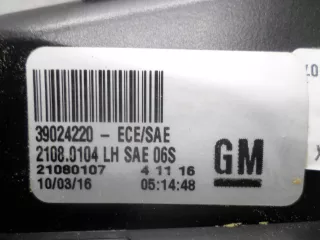 39024220 - ECE/SAE
2108.0104 LH SAE 06S
21080107 4 11 16
10/03/16 05:14:48
GM